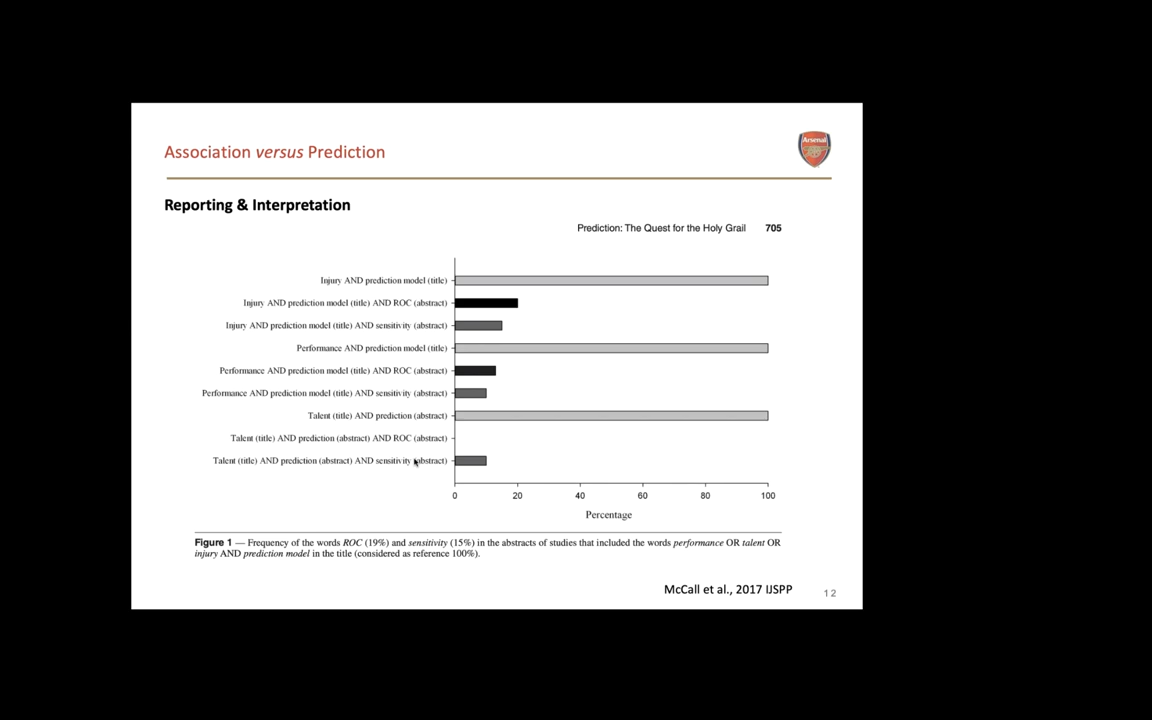 Association versus Prediction
Arsenal
Reporting & Interpretation
Prediction: The Quest for the Holy Grail 705
Injury AND prediction model (title)
Injury AND prediction model (title) AND ROC (abstract)
Injury AND prediction model (title) AND sensitivity (abstract)
Performance AND prediction model (title)
Performance AND prediction model (title) AND ROC (abstract)
Performance AND prediction model (title) AND sensitivity (abstract)
Talent (title) AND prediction (abstract)
Talent (title) AND prediction (abstract) AND ROC (abstract)
Talent (title) AND prediction (abstract) AND sensitivity (abstract)
0 20 40 60 80 100
Percentage
Figure 1 — Frequency of the words ROC (19%) and sensitivity (15%) in the abstracts of studies that included the words performance OR talent OR
injury AND prediction model in the title (considered as reference 100%).
McCall et al., 2017 IJSPP
12